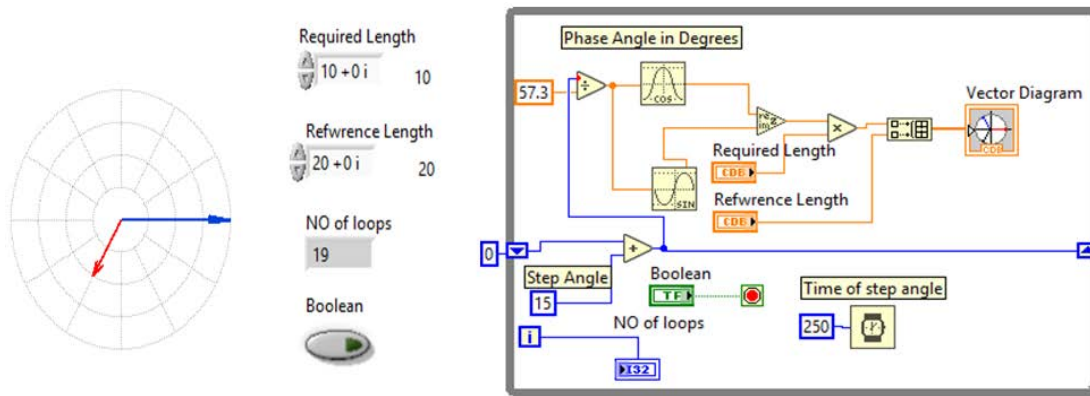 Required Length
10 +0 i 10
Refwrence Length
20 +0 i 20
NO of loops
19
Boolean
Phase Angle in Degrees
57.3
÷
COS
re
im
z
x
Vector Diagram
CDB
Required Length
CDB
SIN
Refwrence Length
CDB
0
+
Step Angle
15
Boolean
TF
Time of step angle
250
i
NO of loops
I32